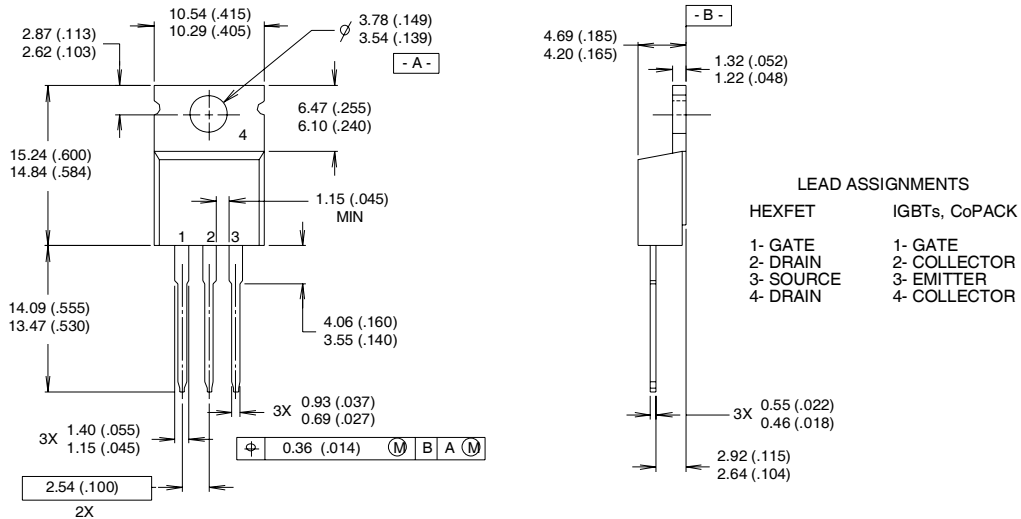 10.54 (.415)
10.29 (.405)
2.87 (.113)
2.62 (.103)
ø 3.78 (.149)
3.54 (.139)
- A -
6.47 (.255)
6.10 (.240)
4
15.24 (.600)
14.84 (.584)
1.15 (.045)
MIN
1 2 3
14.09 (.555)
13.47 (.530)
4.06 (.160)
3.55 (.140)
3X 0.93 (.037)
0.69 (.027)
3X 1.40 (.055)
1.15 (.045)
⌖ 0.36 (.014) Ⓜ B A Ⓜ
2.54 (.100)
2X
- B -
4.69 (.185)
4.20 (.165)
1.32 (.052)
1.22 (.048)
3X 0.55 (.022)
0.46 (.018)
2.92 (.115)
2.64 (.104)
LEAD ASSIGNMENTS
HEXFET IGBTs, CoPACK
1- GATE 1- GATE
2- DRAIN 2- COLLECTOR
3- SOURCE 3- EMITTER
4- DRAIN 4- COLLECTOR